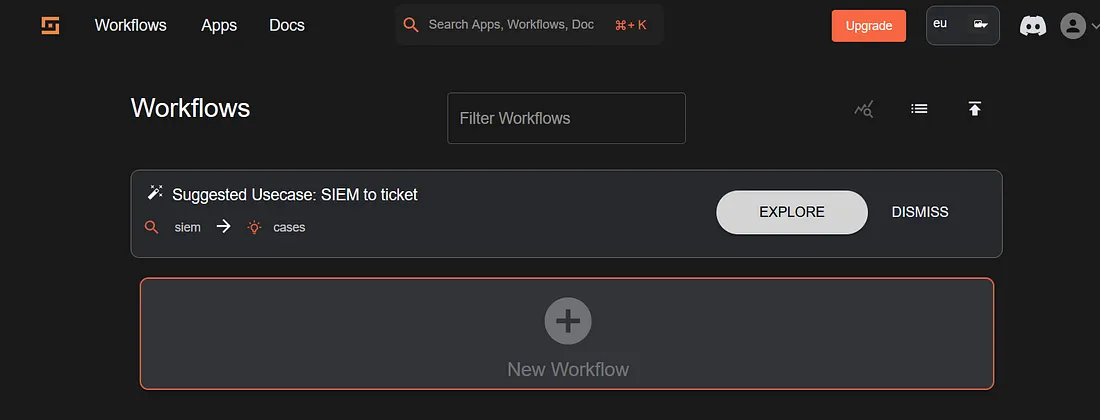 Workflows Apps Docs Search Apps, Workflows, Doc ⌘+ K Upgrade eu
Workflows Filter Workflows
Suggested Usecase: SIEM to ticket
siem → cases EXPLORE DISMISS
New Workflow